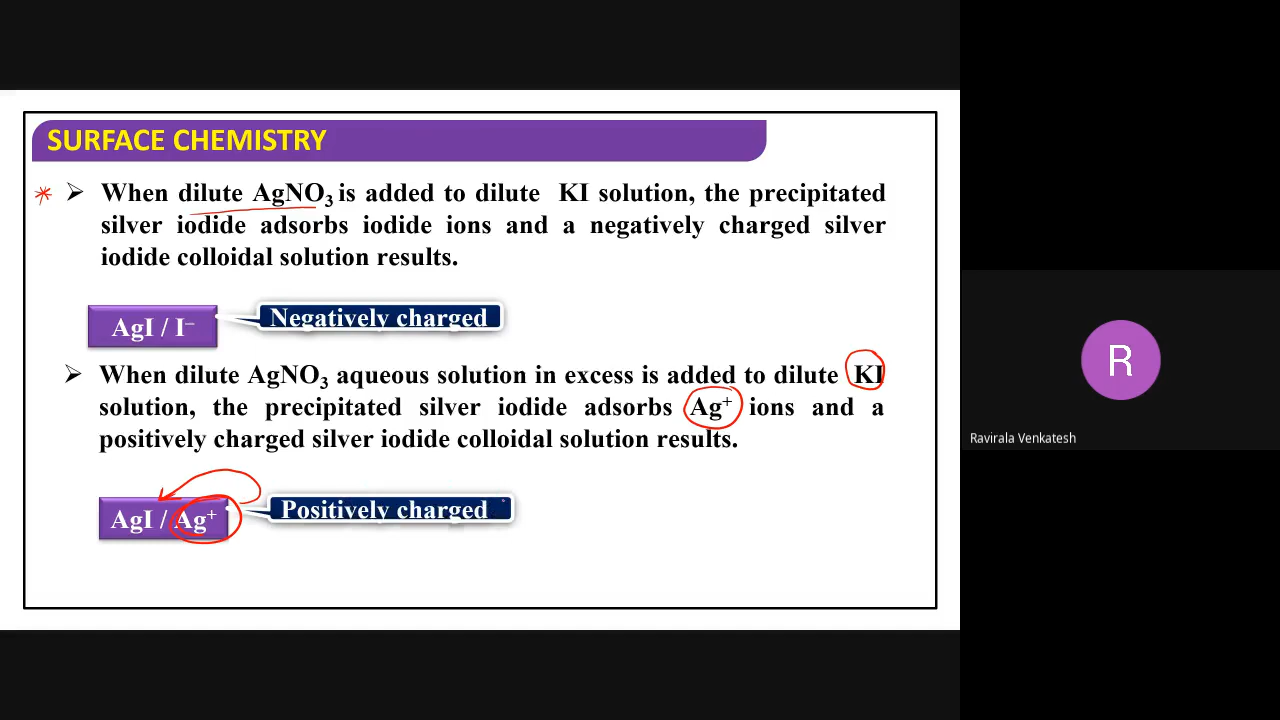 SURFACE CHEMISTRY
* ➢ When dilute AgNO₃ is added to dilute KI solution, the precipitated
silver iodide adsorbs iodide ions and a negatively charged silver
iodide colloidal solution results.
AgI / I⁻
Negatively charged
➢ When dilute AgNO₃ aqueous solution in excess is added to dilute KI
solution, the precipitated silver iodide adsorbs Ag⁺ ions and a
positively charged silver iodide colloidal solution results.
AgI / Ag⁺
Positively charged
R
Ravirala Venkatesh